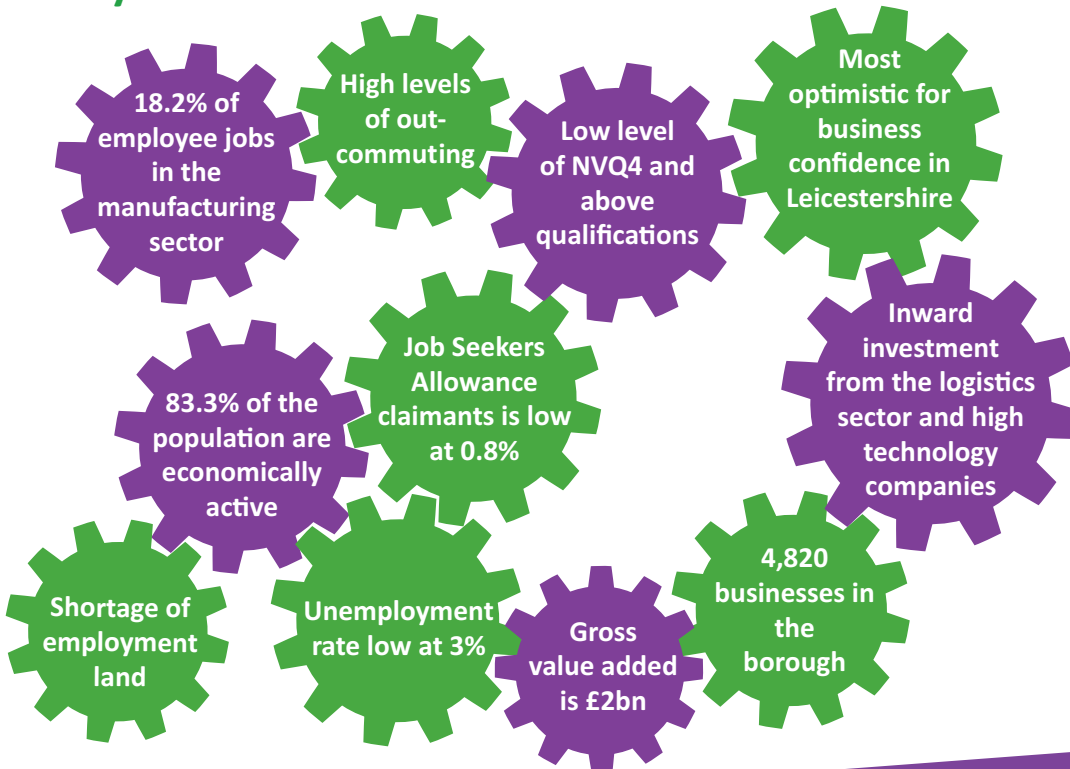 18.2% of
employee jobs
in the
manufacturing
sector
High levels
of out-
commuting
Low level
of NVQ4 and
above
qualifications
Most
optimistic for
business
confidence in
Leicestershire
83.3% of the
population are
economically
active
Job Seekers
Allowance
claimants is low
at 0.8%
Inward
investment
from the logistics
sector and high
technology
companies
Shortage of
employment
land
Unemployment
rate low at 3%
Gross
value added
is £2bn
4,820
businesses in
the
borough